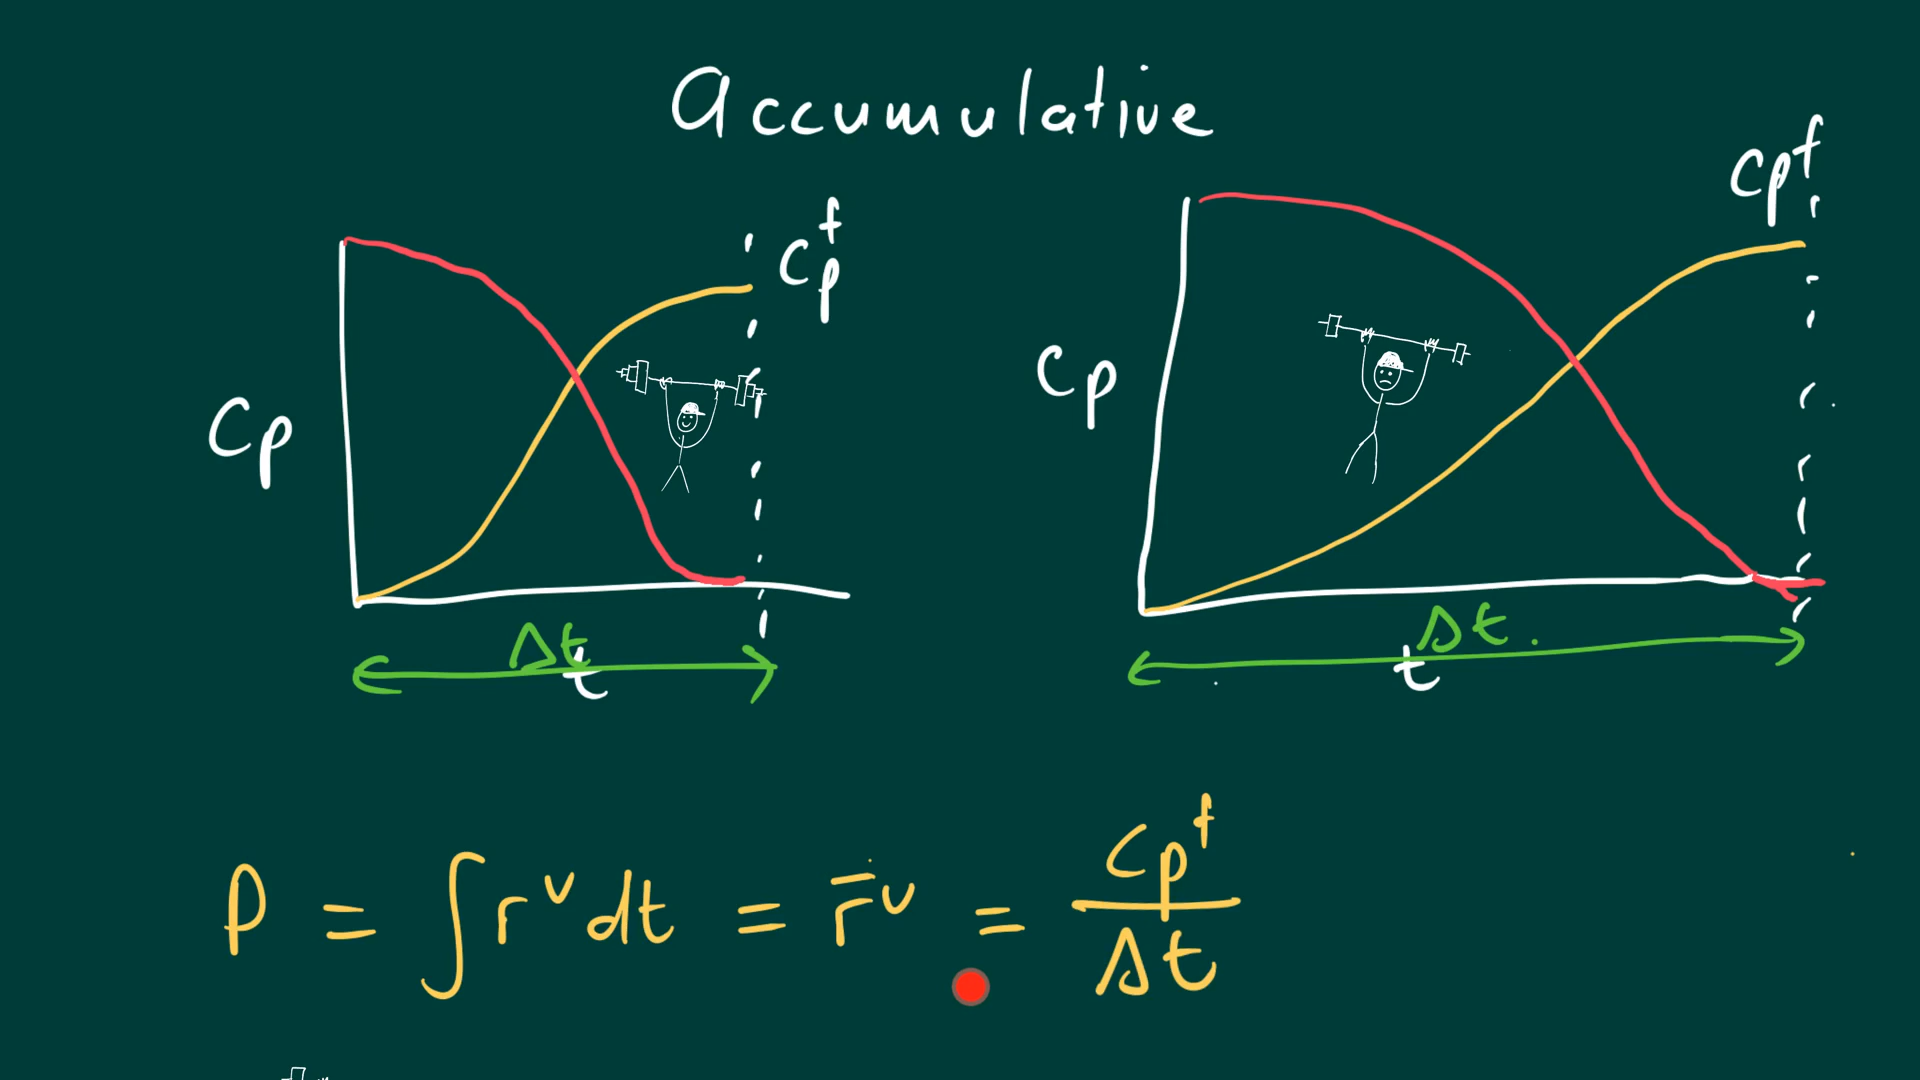 Accumulative
Cp^f
Cp
Δt
t
Cp^f
Cp
Δt.
t
P = ∫ r^v dt = r̄^v = Cp^f / Δt